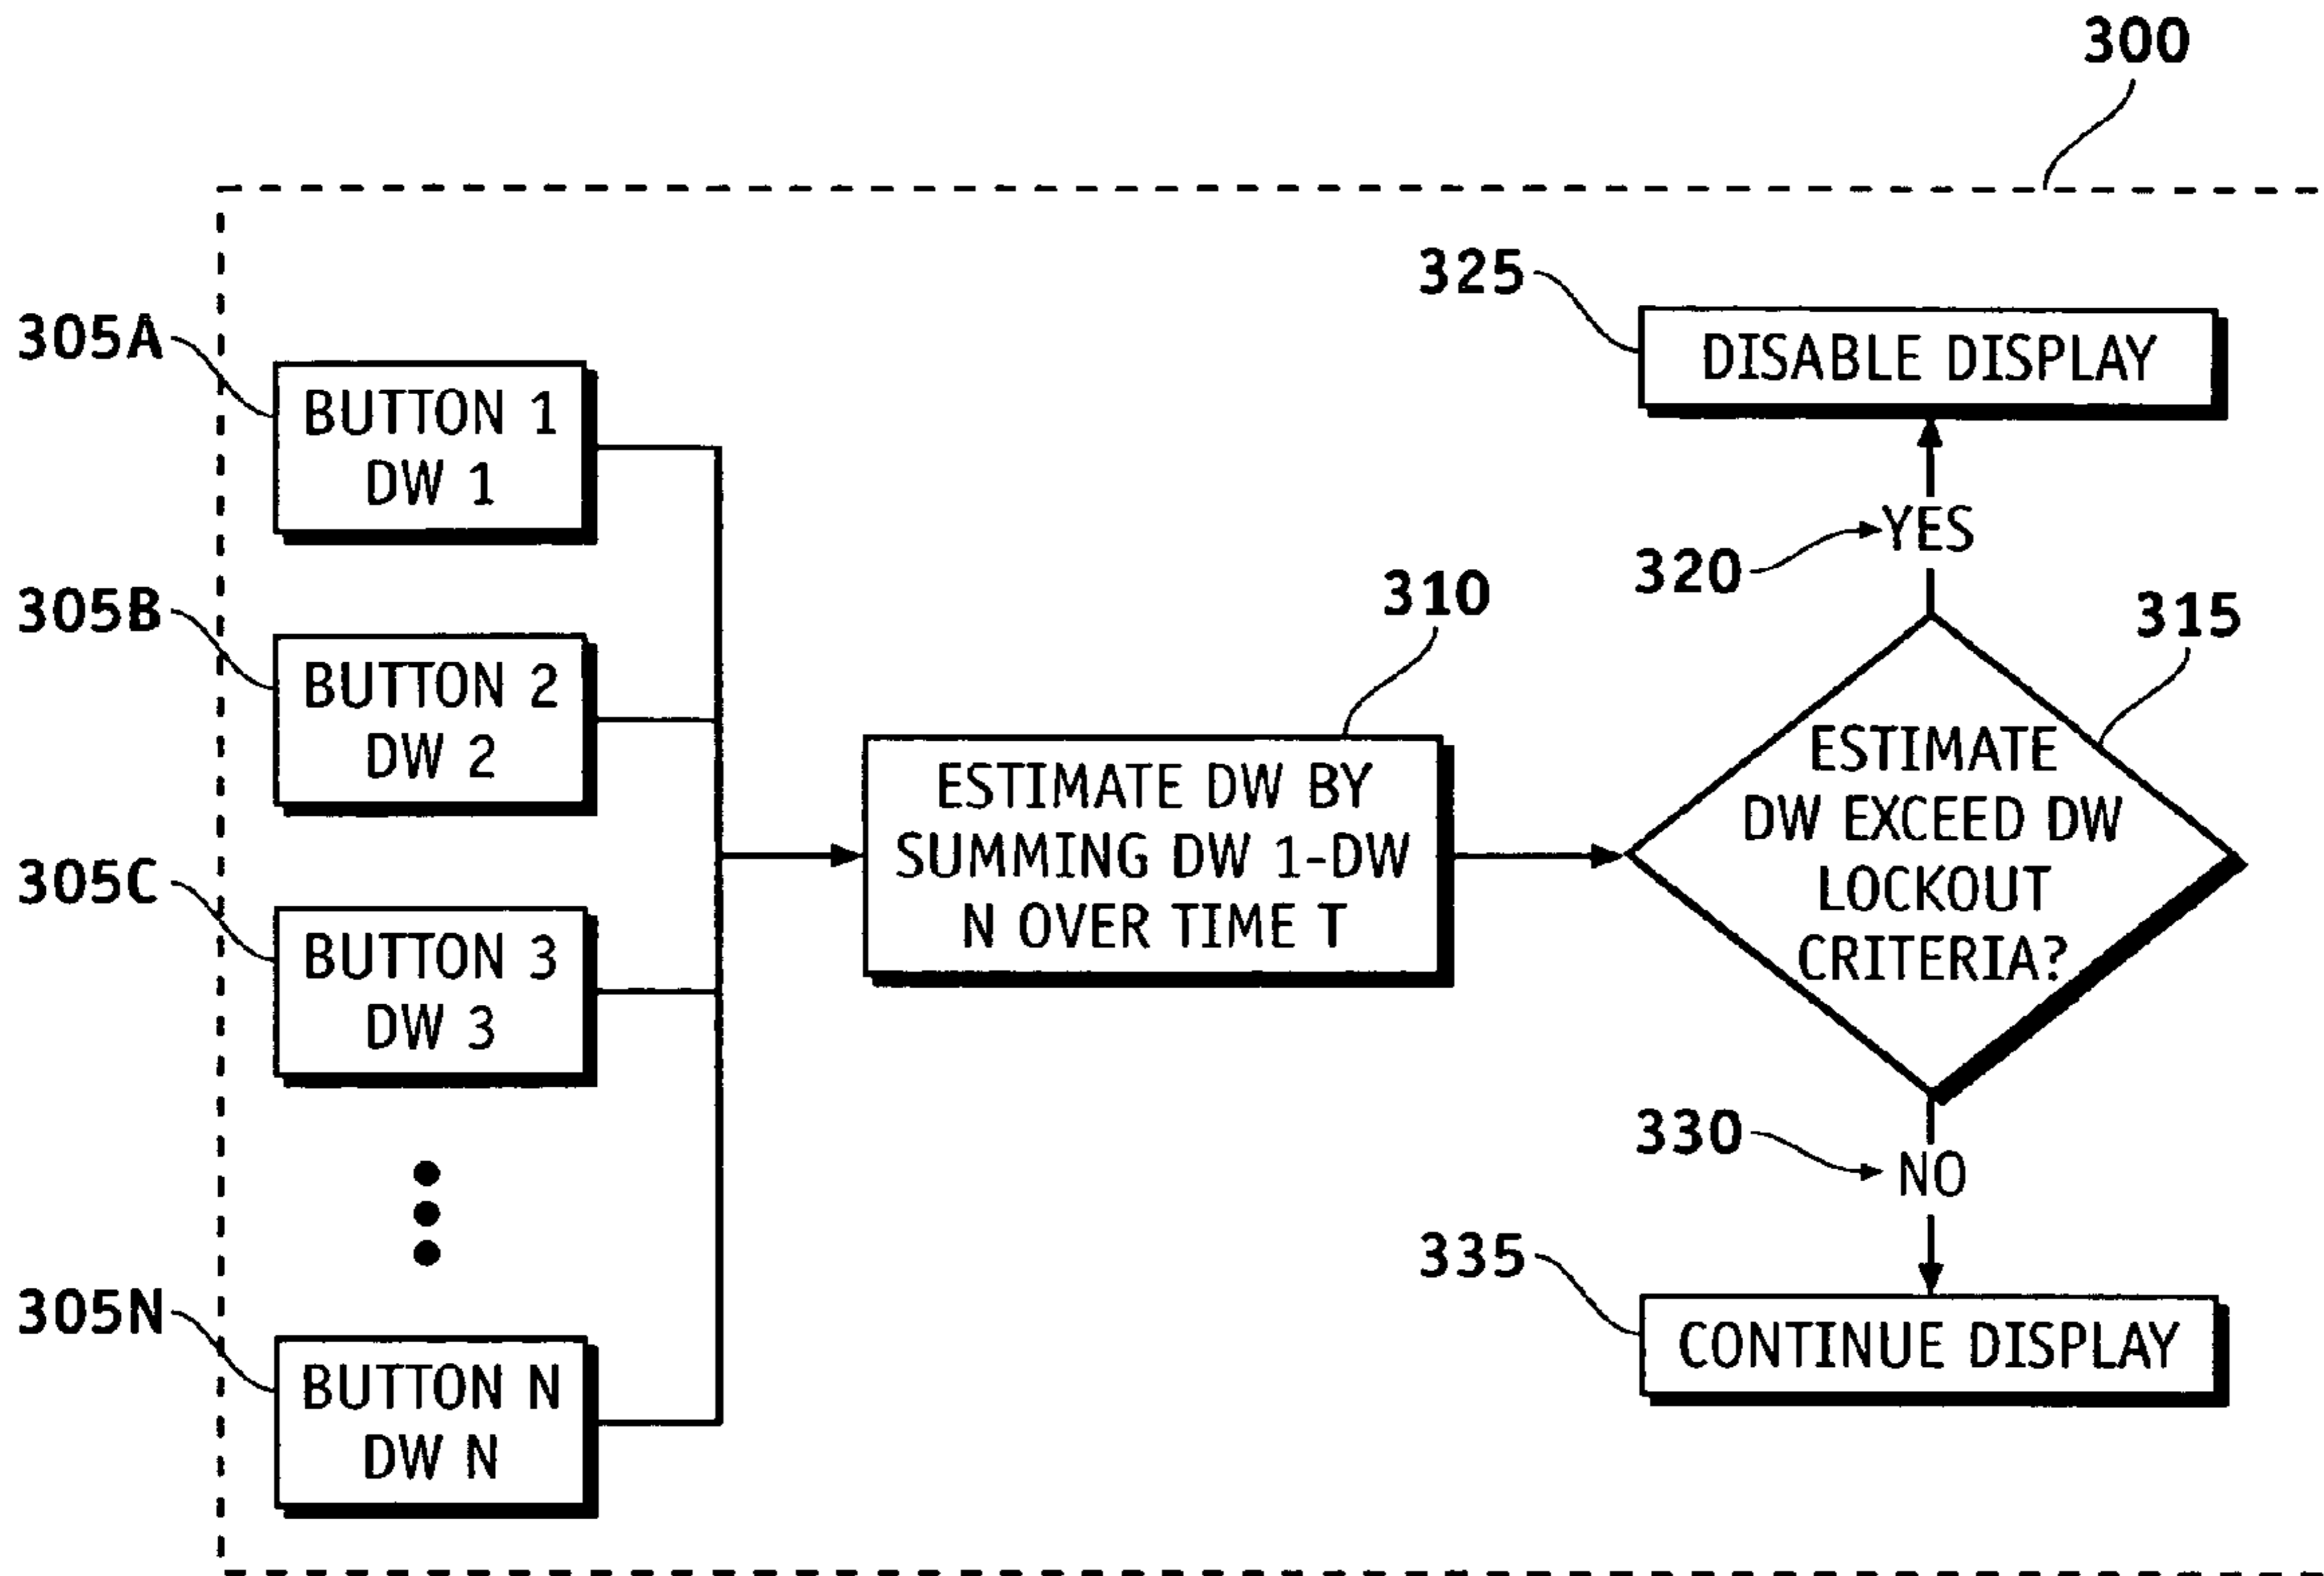 300
325
DISABLE DISPLAY
305A
BUTTON 1
DW 1
320
YES
305B
BUTTON 2
DW 2
310
315
ESTIMATE DW BY
SUMMING DW 1-DW
N OVER TIME T
ESTIMATE
DW EXCEED DW
LOCKOUT
CRITERIA?
305C
BUTTON 3
DW 3
330
NO
335
CONTINUE DISPLAY
305N
BUTTON N
DW N